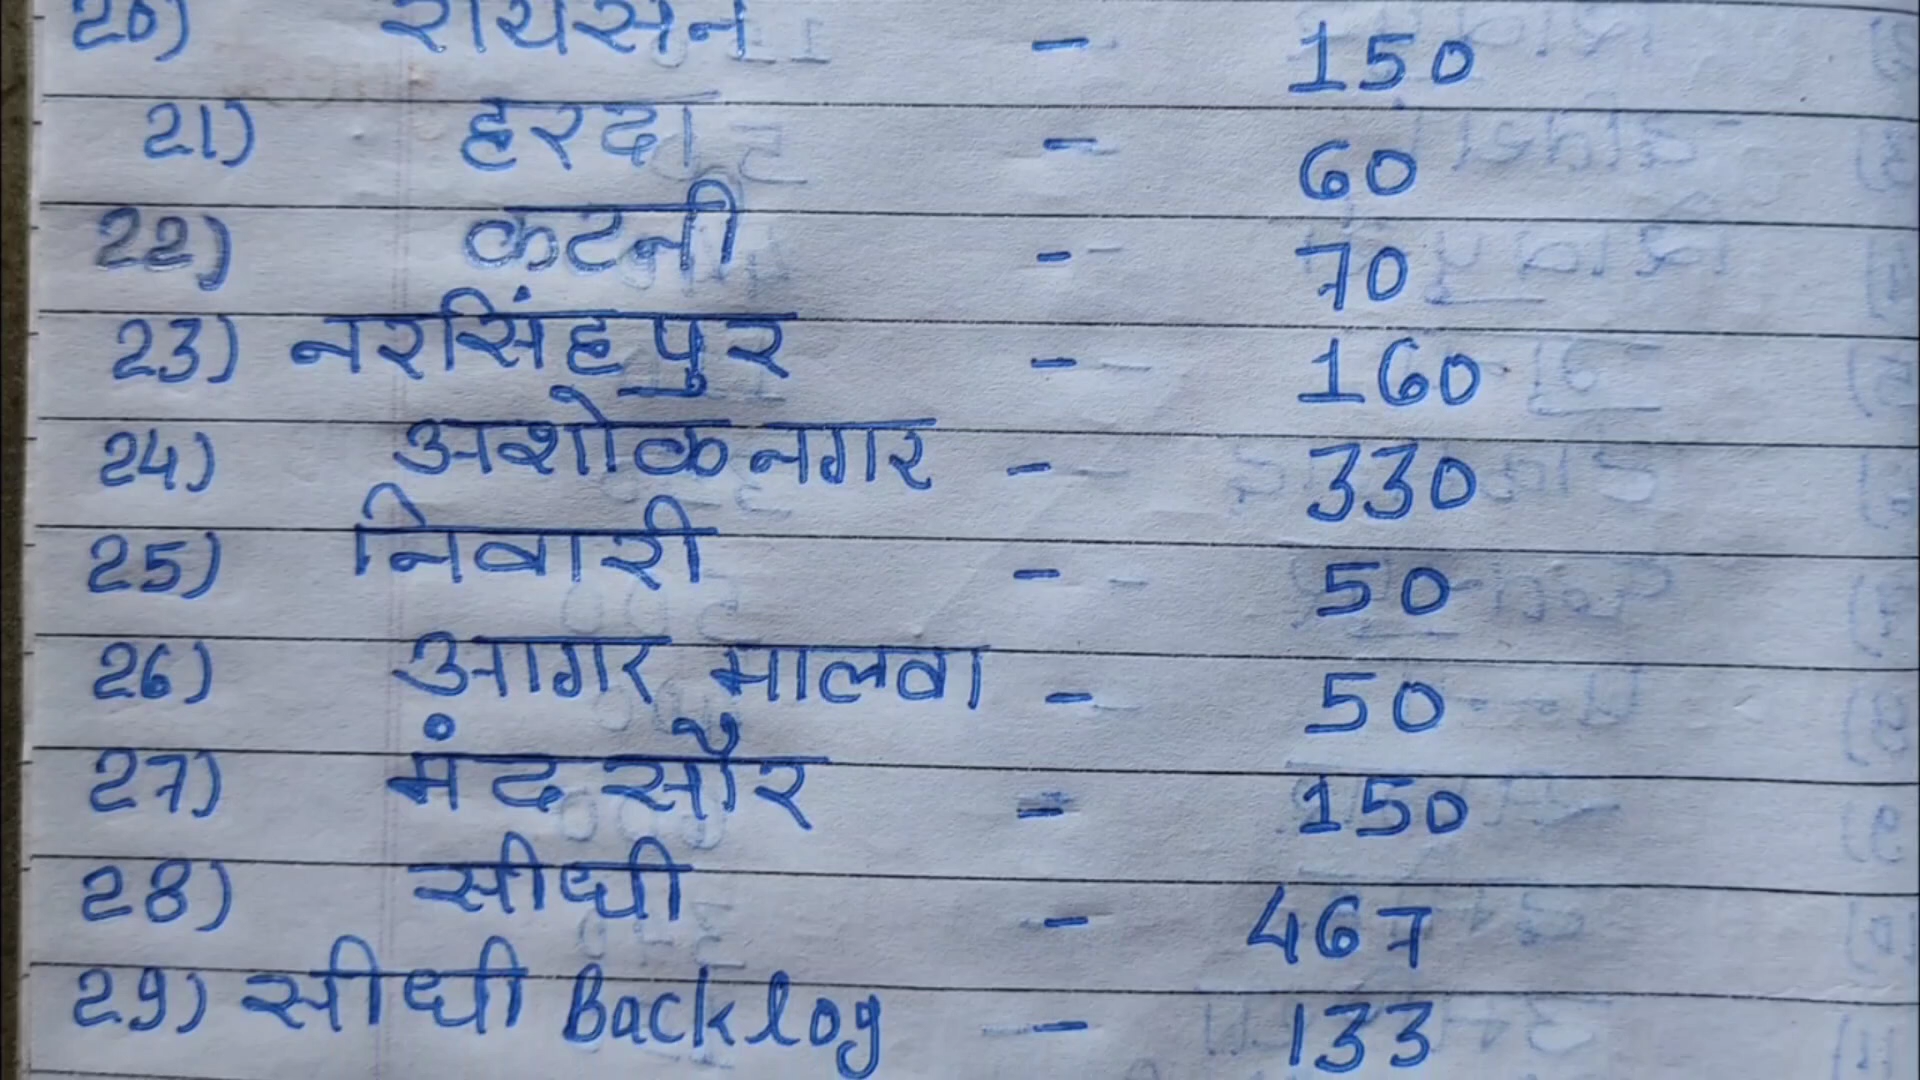 20) रायसेन - 150
21) हरदा - 60
22) कटनी - 70
23) नरसिंहपुर - 160
24) अशोकनगर - 330
25) निवारी - 50
26) आगर मालवा - 50
27) मंदसौर - 150
28) सीधी - 467
29) सीधी Backlog - 133